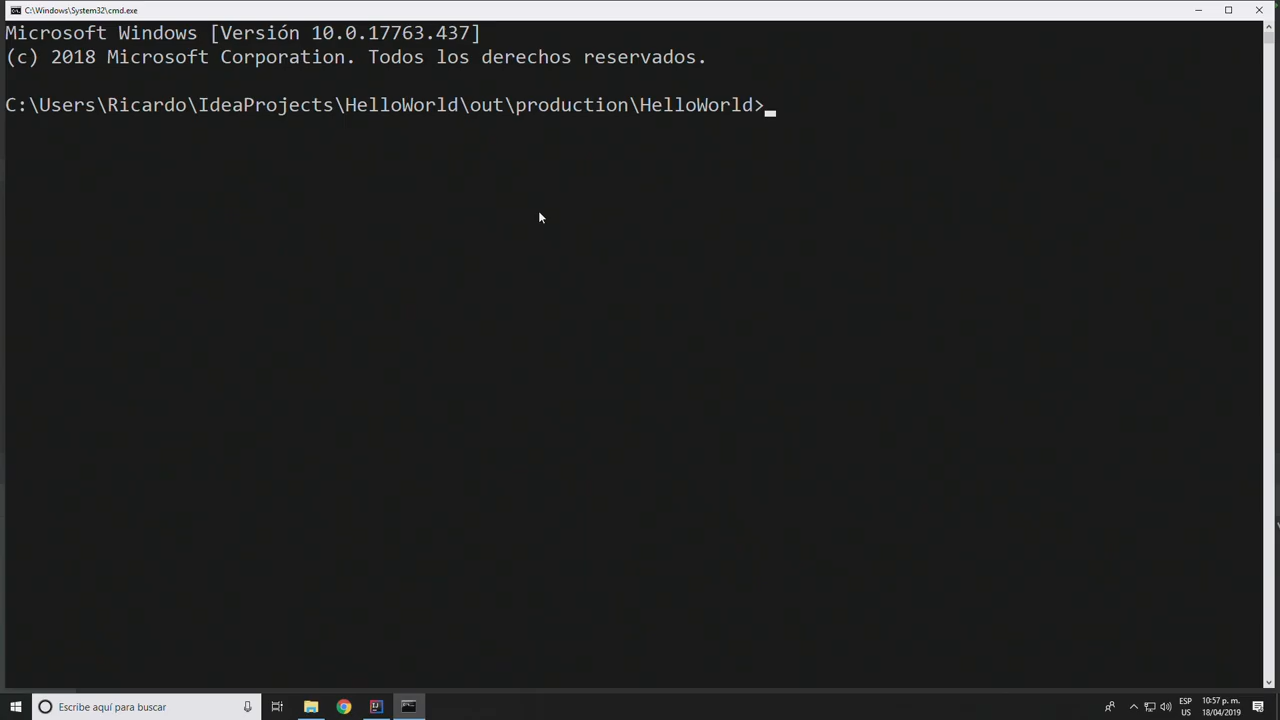 C:\Windows\System32\cmd.exe
Microsoft Windows [Versión 10.0.17763.437]
(c) 2018 Microsoft Corporation. Todos los derechos reservados.
C:\Users\Ricardo\IdeaProjects\HelloWorld\out\production\HelloWorld>
Escribe aquí para buscar
ESP
US
10:57 p. m.
18/04/2019